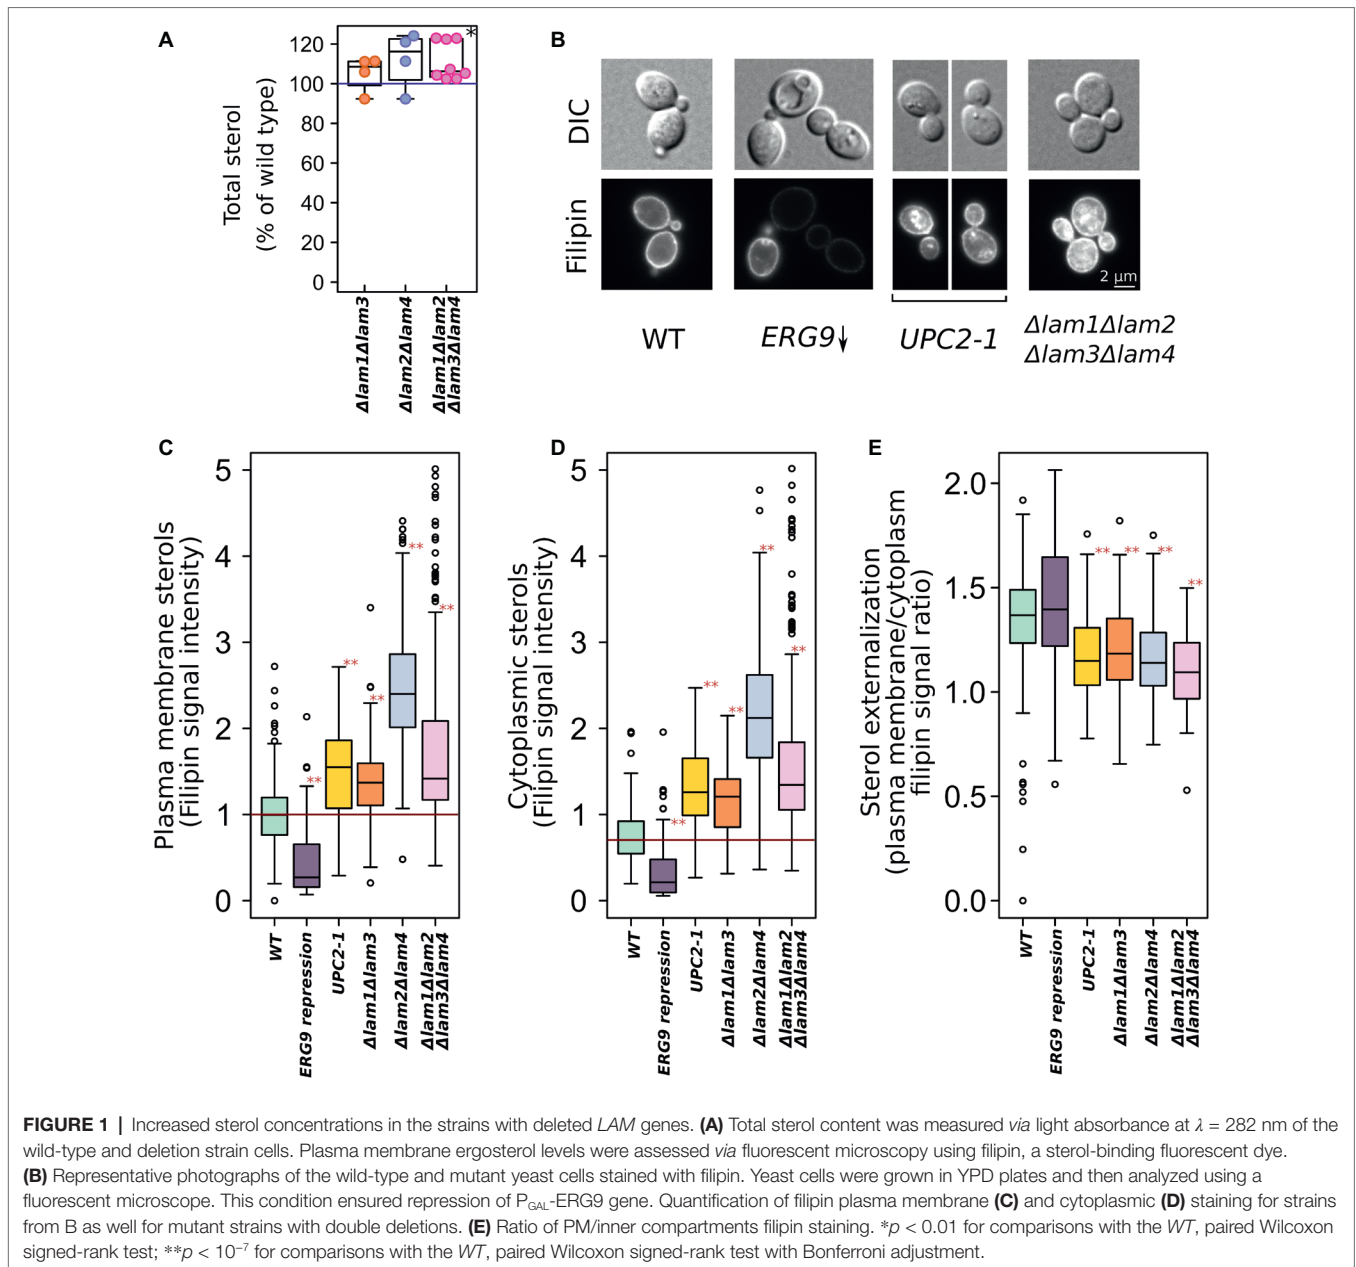 A
Total sterol
(% of wild type)
120
100
80
60
40
20
0
*
Δlam1Δlam3
Δlam2Δlam4
Δlam1Δlam2
Δlam3Δlam4
B
DIC
Filipin
2 μm
WT
ERG9↓
UPC2-1
Δlam1Δlam2
Δlam3Δlam4
C
Plasma membrane sterols
(Filipin signal intensity)
5
4
3
2
1
0
**
**
**
**
**
WT
ERG9 repression
UPC2-1
Δlam1Δlam3
Δlam2Δlam4
Δlam1Δlam2
Δlam3Δlam4
D
Cytoplasmic sterols
(Filipin signal intensity)
5
4
3
2
1
0
**
**
**
**
**
WT
ERG9 repression
UPC2-1
Δlam1Δlam3
Δlam2Δlam4
Δlam1Δlam2
Δlam3Δlam4
E
Sterol externalization
(plasma membrane/cytoplasm
filipin signal ratio)
2.0
1.5
1.0
0.5
0.0
**
**
**
**
WT
ERG9 repression
UPC2-1
Δlam1Δlam3
Δlam2Δlam4
Δlam1Δlam2
Δlam3Δlam4
FIGURE 1 | Increased sterol concentrations in the strains with deleted LAM genes. (A) Total sterol content was measured via light absorbance at λ = 282 nm of the
wild-type and deletion strain cells. Plasma membrane ergosterol levels were assessed via fluorescent microscopy using filipin, a sterol-binding fluorescent dye.
(B) Representative photographs of the wild-type and mutant yeast cells stained with filipin. Yeast cells were grown in YPD plates and then analyzed using a
fluorescent microscope. This condition ensured repression of PGAL-ERG9 gene. Quantification of filipin plasma membrane (C) and cytoplasmic (D) staining for strains
from B as well for mutant strains with double deletions. (E) Ratio of PM/inner compartments filipin staining. *p < 0.01 for comparisons with the WT, paired Wilcoxon
signed-rank test; **p < 10−7 for comparisons with the WT, paired Wilcoxon signed-rank test with Bonferroni adjustment.